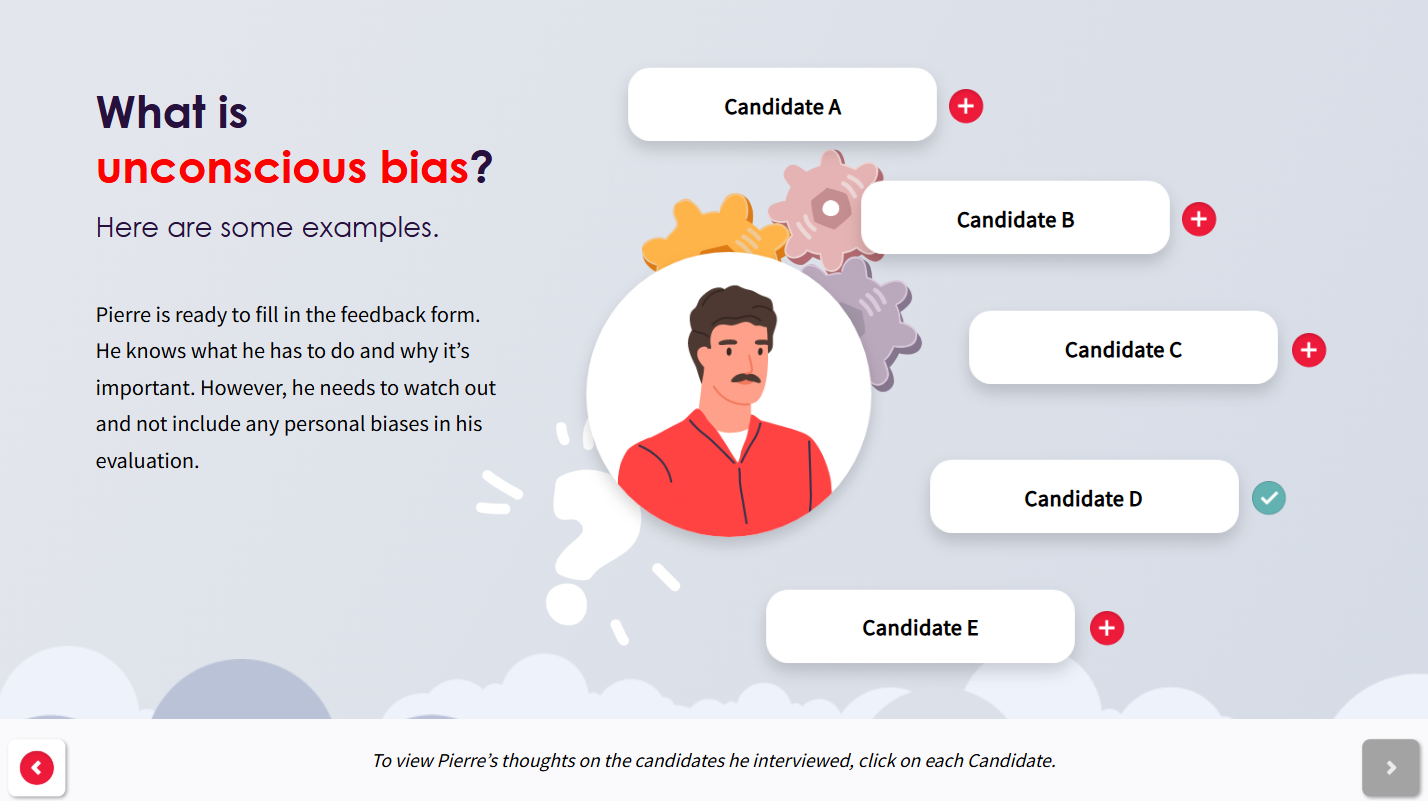 What is
unconscious bias?
Here are some examples.
Pierre is ready to fill in the feedback form.
He knows what he has to do and why it’s
important. However, he needs to watch out
and not include any personal biases in his
evaluation.
Candidate A
Candidate B
Candidate C
Candidate D
Candidate E
To view Pierre’s thoughts on the candidates he interviewed, click on each Candidate.